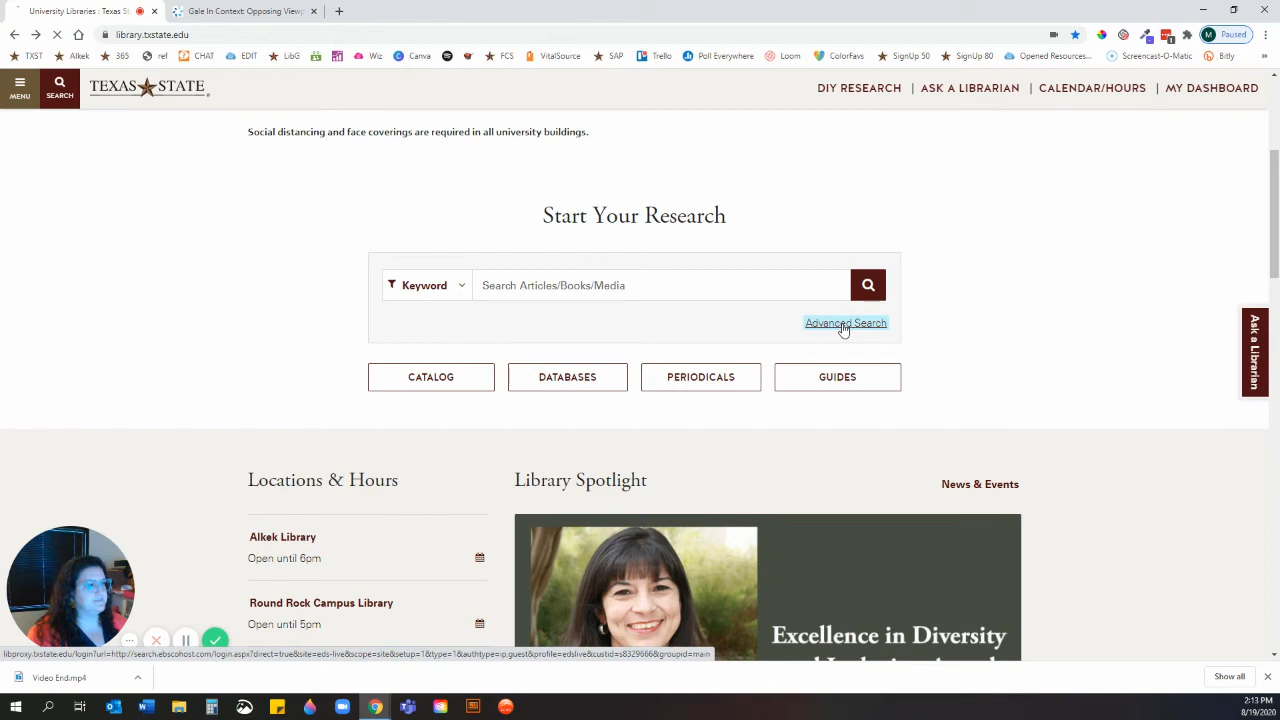 University Libraries : Texas S
Gale In Context: Opposing Viewp
library.txstate.edu
M Paused
TXST Alkek 365 CHAT EDIT LibG Wiz Canva FCS VitalSource SAP Trello Poll Everywhere Loom ColorFavs SignUp 50 SignUp 80 Opened Resources... Screencast-O-Matic Bitly
MENU
SEARCH
TEXAS STATE
DIY RESEARCH | ASK A LIBRARIAN | CALENDAR/HOURS | MY DASHBOARD
Social distancing and face coverings are required in all university buildings.
Start Your Research
Keyword
Search Articles/Books/Media
Advanced Search
CATALOG
DATABASES
PERIODICALS
GUIDES
Ask a Librarian
Locations & Hours
Library Spotlight
News & Events
Alkek Library
Open until 6pm
Round Rock Campus Library
Open until 5pm
Excellence in Diversity
libproxy.txstate.edu/login?url=http://search.ebscohost.com/login.aspx?direct=true&site=eds-live&scope=site&setup=1&type=1&authtype=ip,guest&profile=edslive&custid=s8329666&groupid=main
Video End.mp4
Show all
2:13 PM
8/19/2020